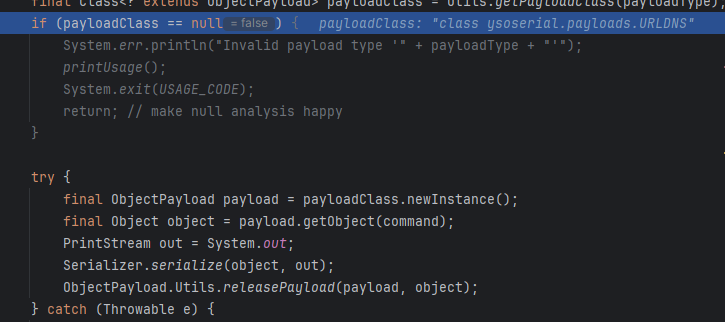 final Class<? extends ObjectPayload> payloadClass = Utils.getPayloadClass(payloadType);
if (payloadClass == null = false ) { payloadClass: "class ysoserial.payloads.URLDNS"
System.err.println("Invalid payload type '" + payloadType + "'");
printUsage();
System.exit(USAGE_CODE);
return; // make null analysis happy
}
try {
final ObjectPayload payload = payloadClass.newInstance();
final Object object = payload.getObject(command);
PrintStream out = System.out;
Serializer.serialize(object, out);
ObjectPayload.Utils.releasePayload(payload, object);
} catch (Throwable e) {